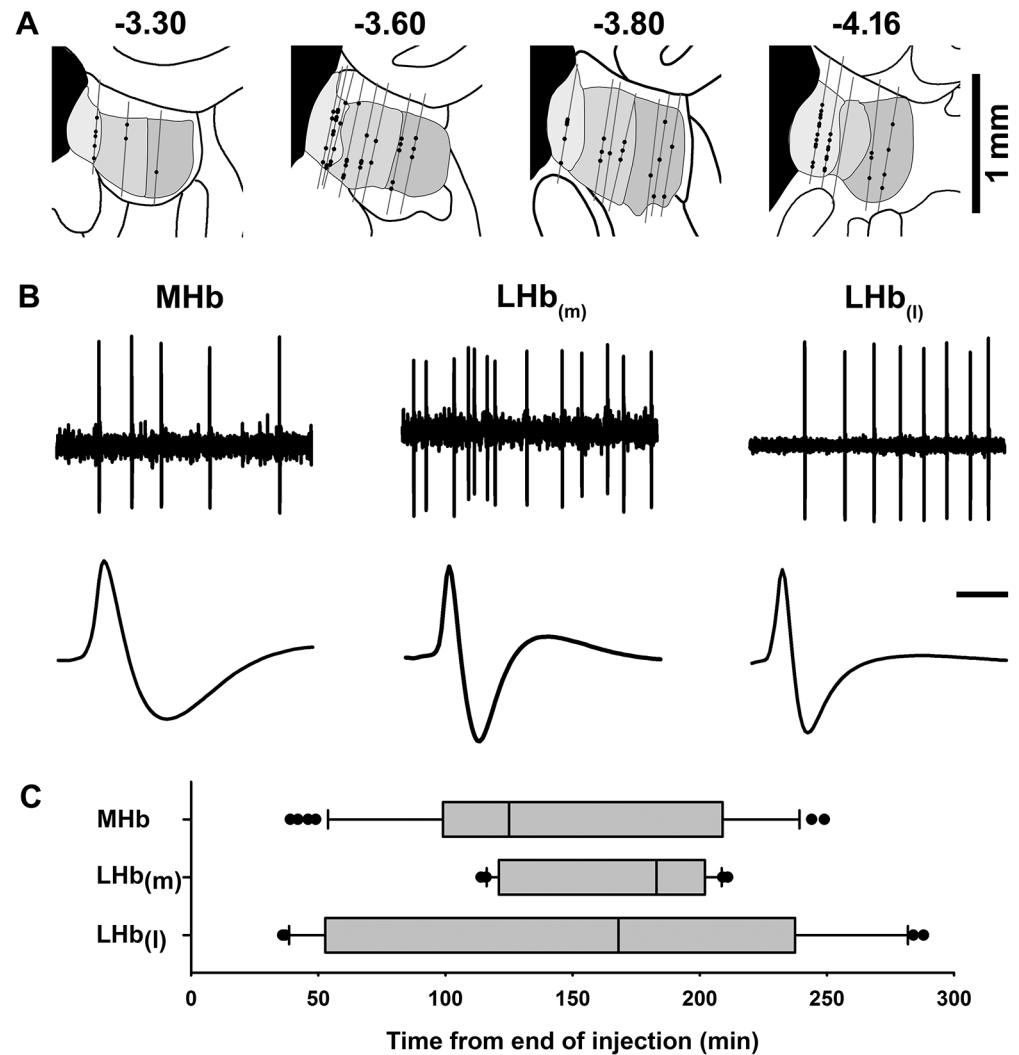 A -3.30 -3.60 -3.80 -4.16
1 mm
B MHb LHb(m) LHb(l)
C
MHb
LHb(m)
LHb(l)
0 50 100 150 200 250 300
Time from end of injection (min)